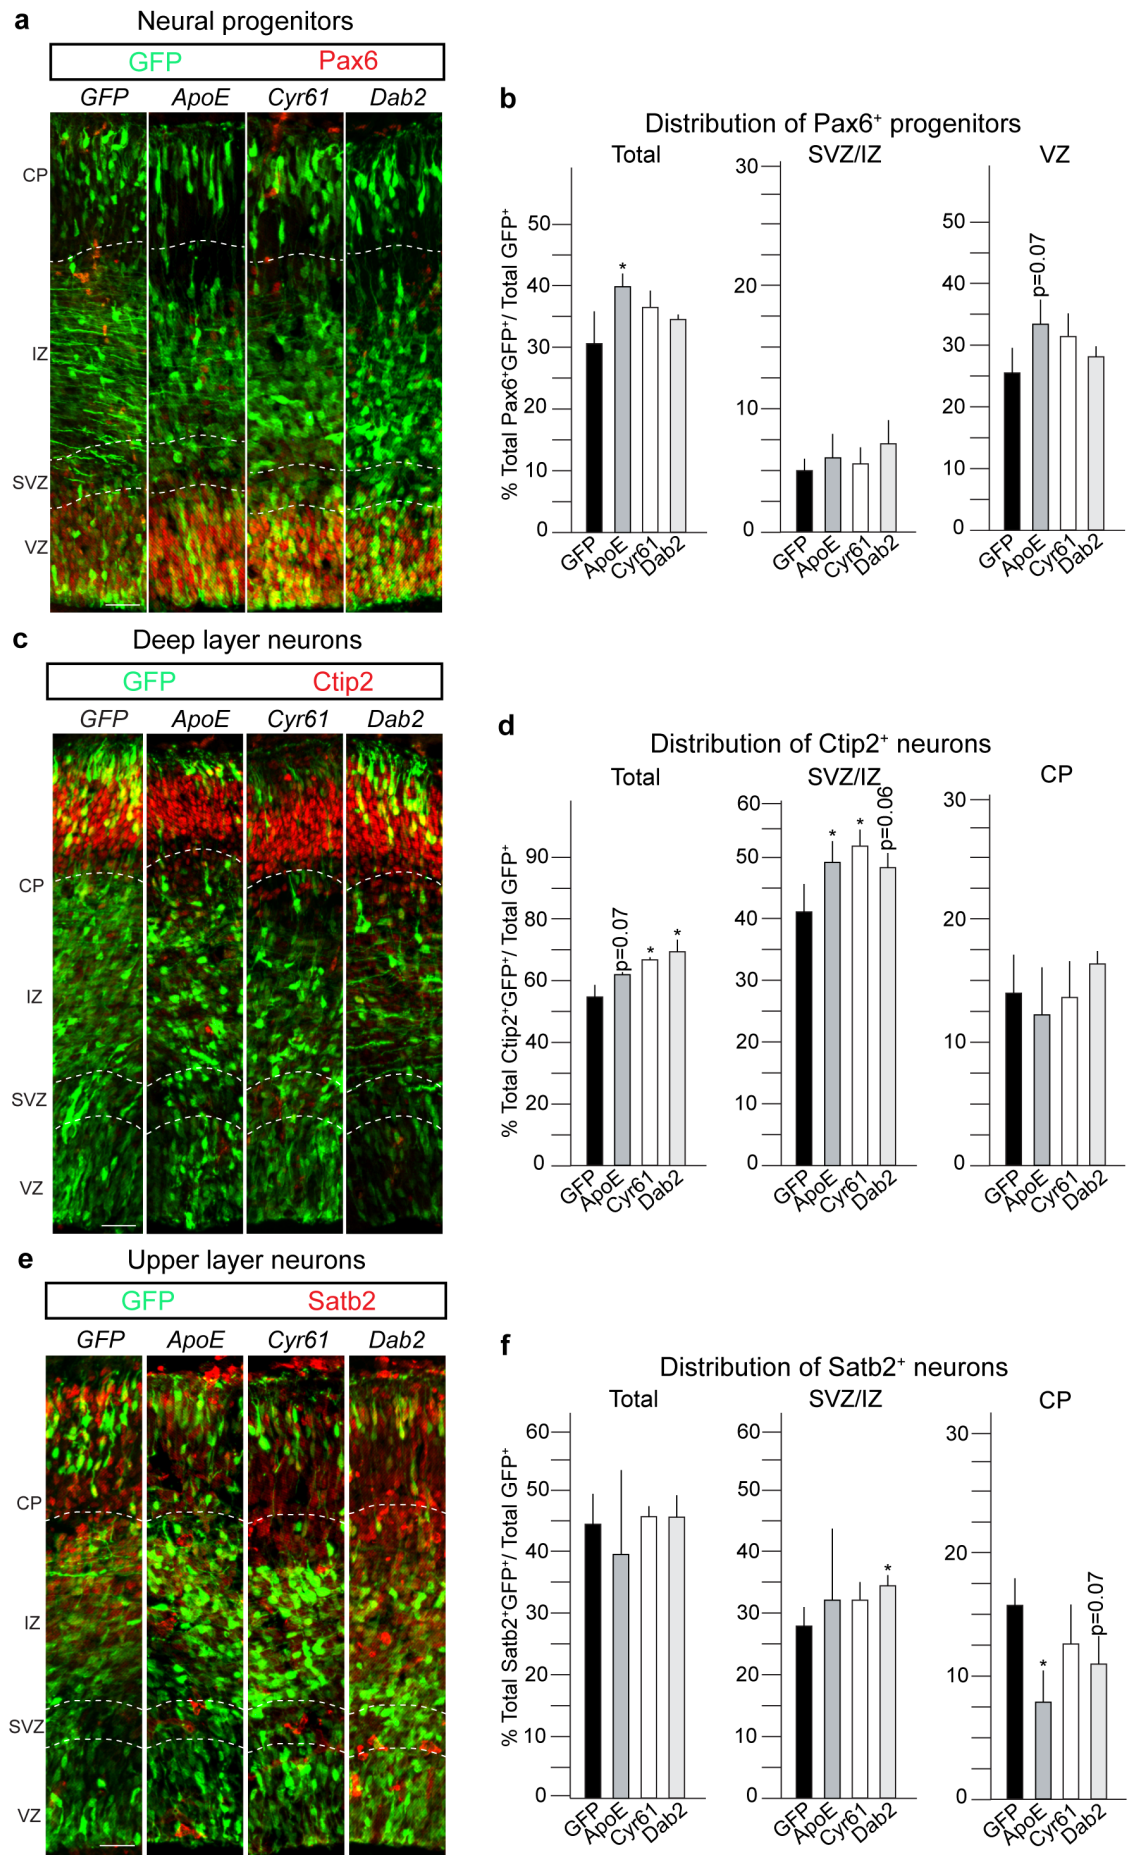 a
Neural progenitors
GFP Pax6
GFP ApoE Cyr61 Dab2
CP
IZ
SVZ
VZ
b
Distribution of Pax6⁺ progenitors
Total SVZ/IZ VZ
% Total Pax6⁺GFP⁺/ Total GFP⁺
50
40
30
20
10
0
*
GFP ApoE Cyr61 Dab2
30
20
10
0
GFP ApoE Cyr61 Dab2
50
40
30
20
10
0
p=0.07
GFP ApoE Cyr61 Dab2
c
Deep layer neurons
GFP Ctip2
GFP ApoE Cyr61 Dab2
CP
IZ
SVZ
VZ
d
Distribution of Ctip2⁺ neurons
Total SVZ/IZ CP
% Total Ctip2⁺GFP⁺/ Total GFP⁺
90
80
60
40
20
0
p=0.07
* *
GFP ApoE Cyr61 Dab2
60
50
40
30
20
10
0
* *
p=0.06
GFP ApoE Cyr61 Dab2
30
20
10
0
GFP ApoE Cyr61 Dab2
e
Upper layer neurons
GFP Satb2
GFP ApoE Cyr61 Dab2
CP
IZ
SVZ
VZ
f
Distribution of Satb2⁺ neurons
Total SVZ/IZ CP
% Total Satb2⁺GFP⁺/ Total GFP⁺
60
50
40
30
20
10
0
GFP ApoE Cyr61 Dab2
60
50
40
30
20
10
0
*
GFP ApoE Cyr61 Dab2
30
20
10
0
*
p=0.07
GFP ApoE Cyr61 Dab2